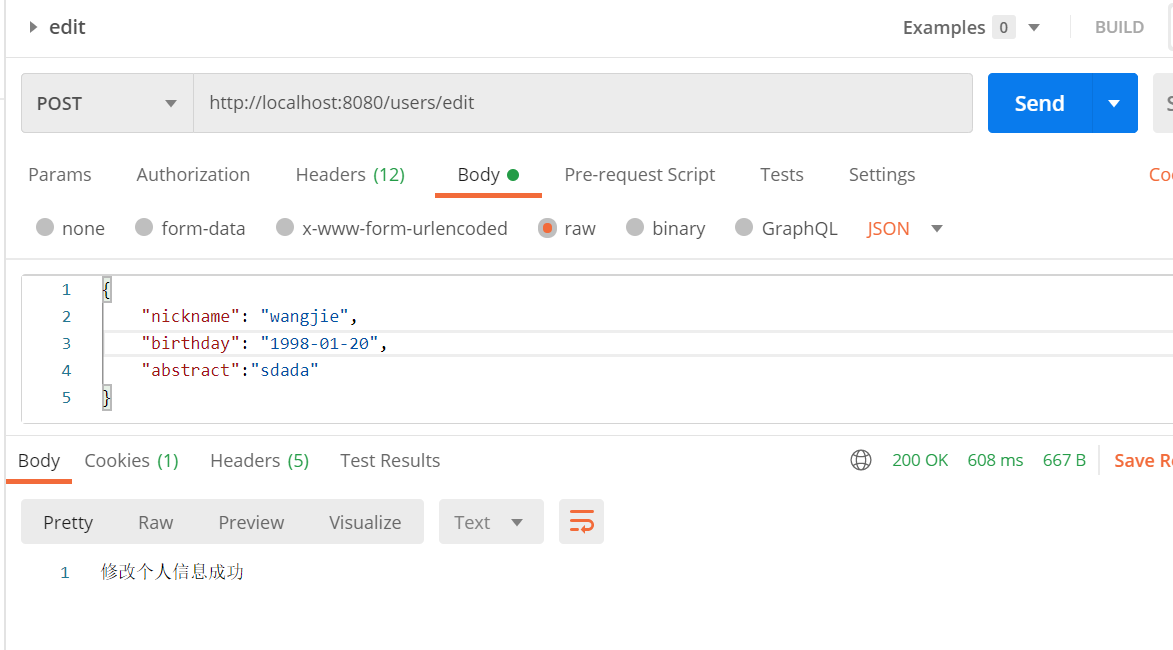 edit Examples 0 BUILD
POST http://localhost:8080/users/edit Send
Params Authorization Headers (12) Body Pre-request Script Tests Settings
none form-data x-www-form-urlencoded raw binary GraphQL JSON
1 {
2 "nickname": "wangjie",
3 "birthday": "1998-01-20",
4 "abstract":"sdada"
5 }
Body Cookies (1) Headers (5) Test Results 200 OK 608 ms 667 B Save
Pretty Raw Preview Visualize Text
1 修改个人信息成功